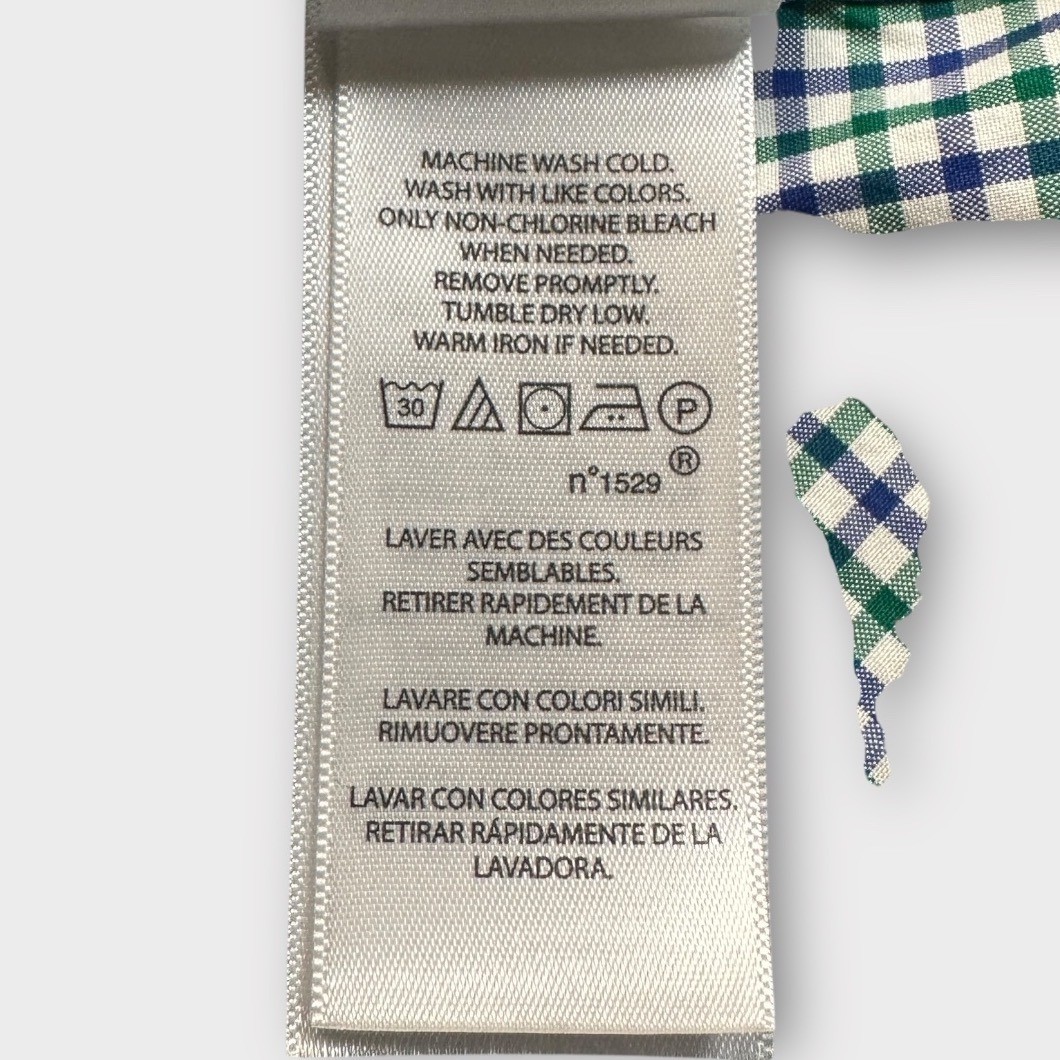 MACHINE WASH COLD.
WASH WITH LIKE COLORS.
ONLY NON-CHLORINE BLEACH
WHEN NEEDED.
REMOVE PROMPTLY.
TUMBLE DRY LOW.
WARM IRON IF NEEDED.
30 P
®
n°1529
LAVER AVEC DES COULEURS
SEMBLABLES.
RETIRER RAPIDEMENT DE LA
MACHINE.
LAVARE CON COLORI SIMILI.
RIMUOVERE PRONTAMENTE.
LAVAR CON COLORES SIMILARES.
RETIRAR RÁPIDAMENTE DE LA
LAVADORA.